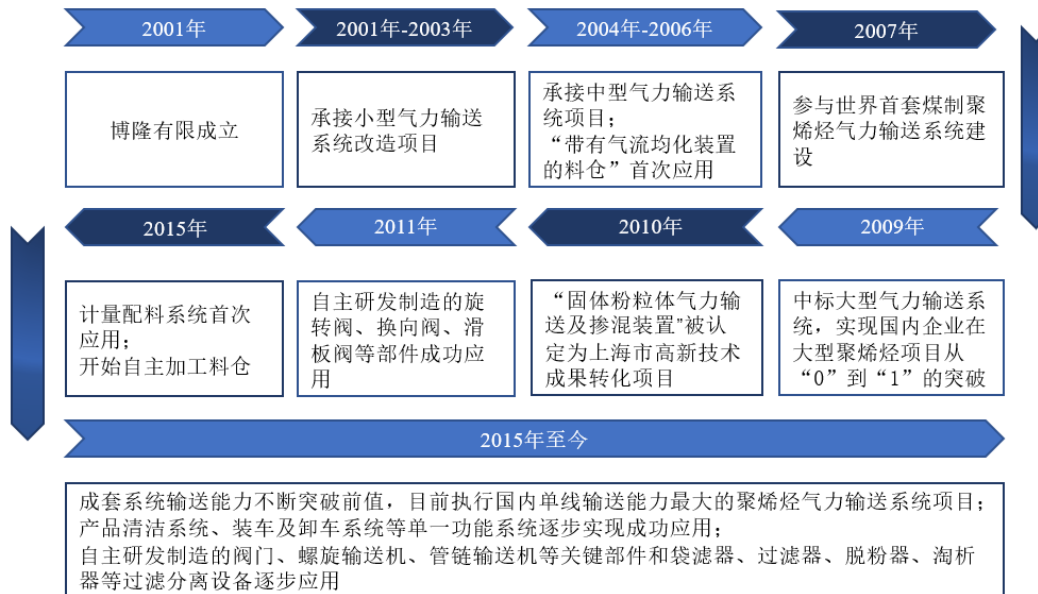 2001年
博隆有限成立
2001年-2003年
承接小型气力输送
系统改造项目
2004年-2006年
承接中型气力输送系
统项目；
“带有气流均化装置
的料仓”首次应用
2007年
参与世界首套煤制聚
烯烃气力输送系统建
设
2009年
中标大型气力输送系
统，实现国内企业在
大型聚烯烃项目从
“0”到“1”的突破
2010年
“固体粉粒体气力输
送及掺混装置”被认
定为上海市高新技术
成果转化项目
2011年
自主研发制造的旋
转阀、换向阀、滑
板阀等部件成功应
用
2015年
计量配料系统首次
应用；
开始自主加工料仓
2015年至今
成套系统输送能力不断突破前值，目前执行国内单线输送能力最大的聚烯烃气力输送系统项目；
产品清洁系统、装车及卸车系统等单一功能系统逐步实现成功应用；
自主研发制造的阀门、螺旋输送机、管链输送机等关键部件和袋滤器、过滤器、脱粉器、淘析
器等过滤分离设备逐步应用